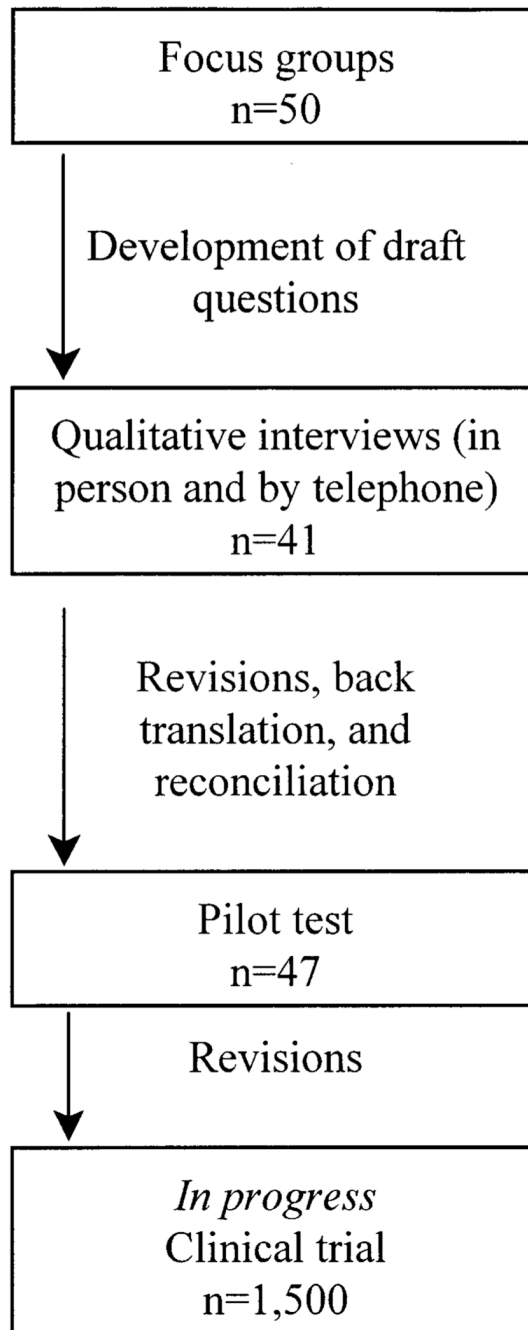 Focus groups
n=50
Development of draft
questions
Qualitative interviews (in
person and by telephone)
n=41
Revisions, back
translation, and
reconciliation
Pilot test
n=47
Revisions
In progress
Clinical trial
n=1,500